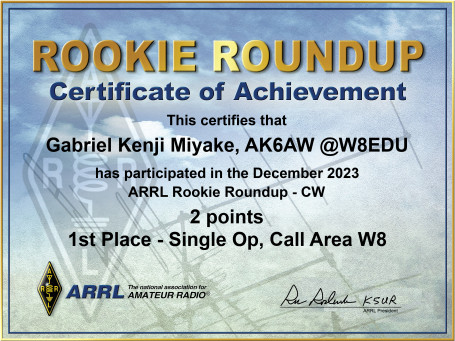 ROOKIE ROUNDUP
Certificate of Achievement
This certifies that
Gabriel Kenji Miyake, AK6AW @W8EDU
has participated in the December 2023
ARRL Rookie Roundup - CW
2 points
1st Place - Single Op, Call Area W8
ARRL The national association for
AMATEUR RADIO®
K5UR
ARRL President